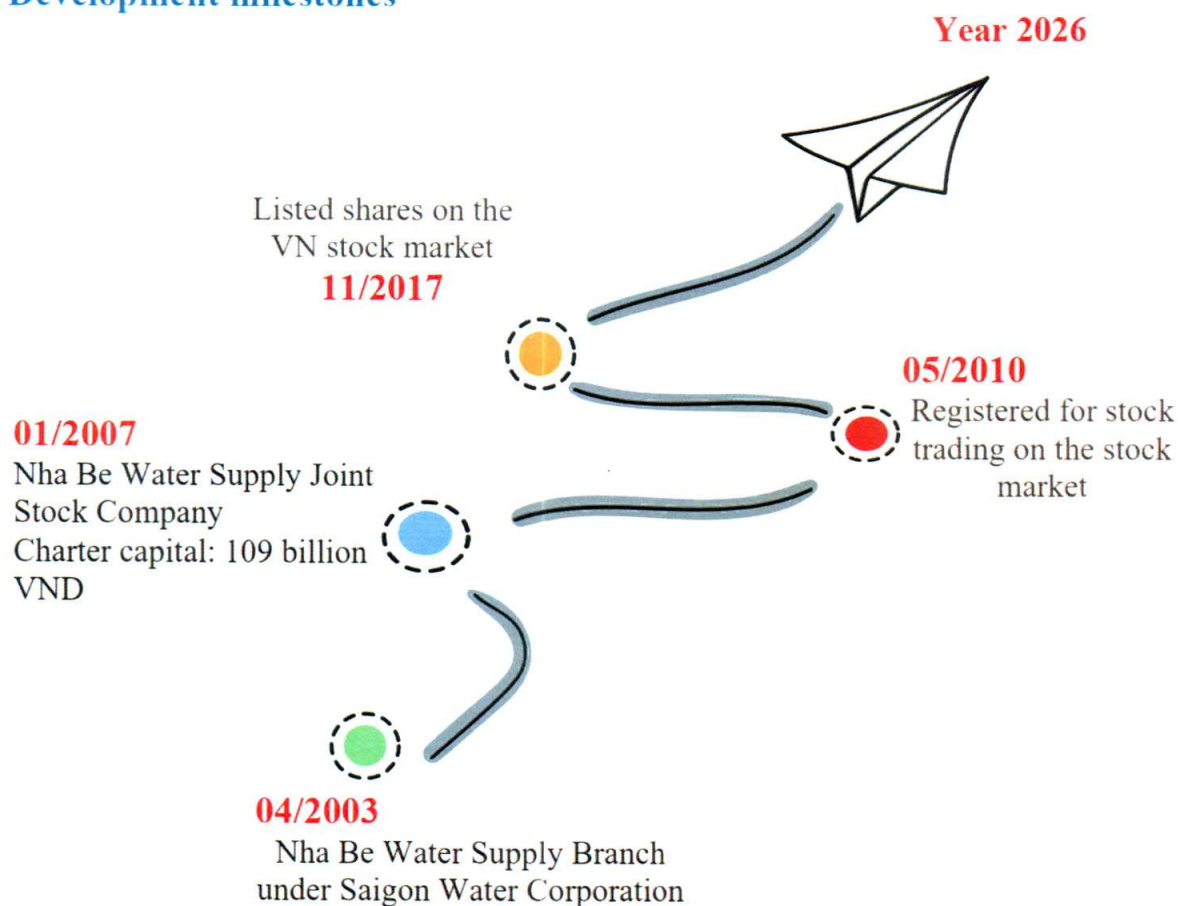 Development milestones
Year 2026
Listed shares on the
VN stock market
11/2017
05/2010
Registered for stock
trading on the stock
market
01/2007
Nha Be Water Supply Joint
Stock Company
Charter capital: 109 billion
VND
04/2003
Nha Be Water Supply Branch
under Saigon Water Corporation